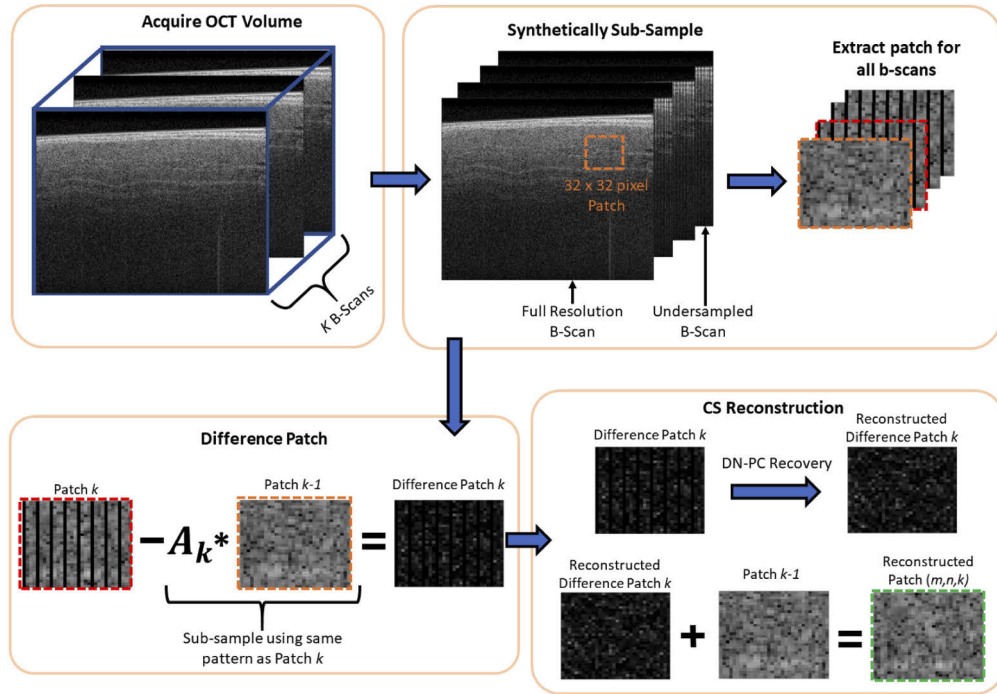 Acquire OCT Volume
K B-Scans
Synthetically Sub-Sample
32 x 32 pixel
Patch
Full Resolution
B-Scan
Undersampled
B-Scan
Extract patch for
all b-scans
Difference Patch
Patch k
− A_k*
Patch k-1
=
Difference Patch k
Sub-sample using same
pattern as Patch k
CS Reconstruction
Difference Patch k
DN-PC Recovery
Reconstructed
Difference Patch k
Reconstructed
Difference Patch k
+
Patch k-1
=
Reconstructed
Patch (m,n,k)